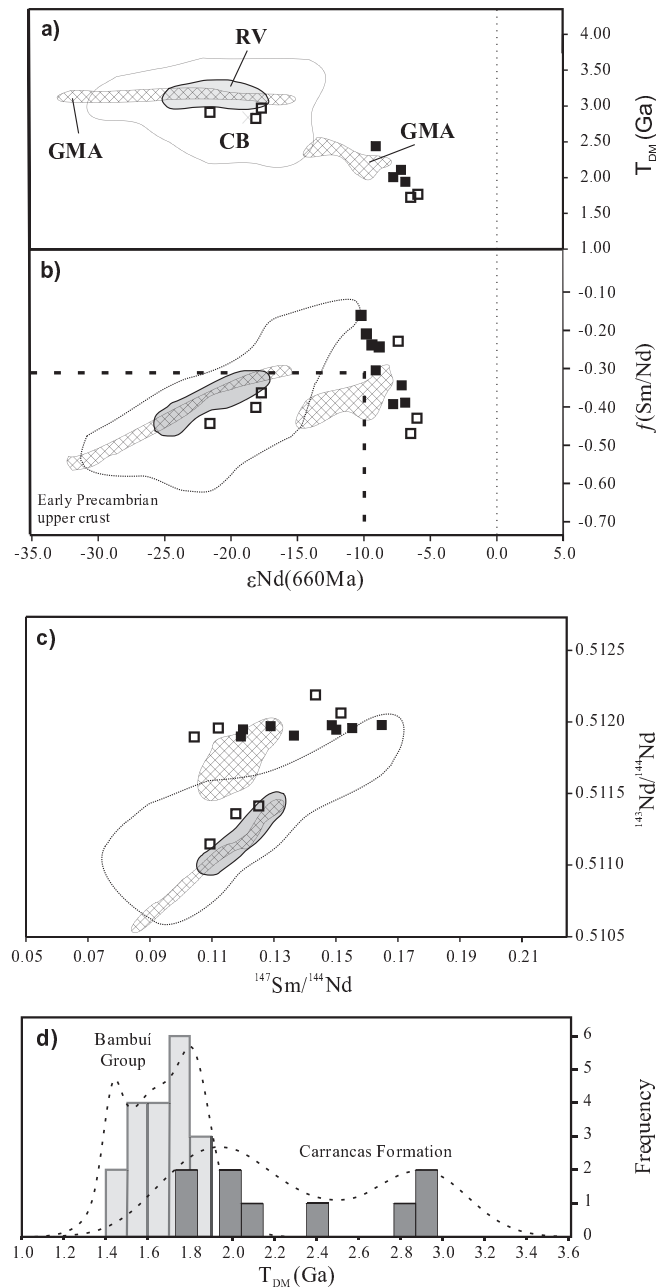 a)
RV
GMA
CB
GMA
4.00
3.50
3.00
2.50
2.00
1.50
1.00
TDM (Ga)
b)
-0.10
-0.20
-0.30
-0.40
-0.50
-0.60
-0.70
f(Sm/Nd)
Early Precambrian
upper crust
-35.0 -30.0 -25.0 -20.0 -15.0 -10.0 -5.0 0.0 5.0
εNd(660Ma)
c)
0.5125
0.5120
0.5115
0.5110
0.5105
143Nd/144Nd
0.05 0.07 0.09 0.11 0.13 0.15 0.17 0.19 0.21
147Sm/144Nd
d)
Bambuí
Group
Carrancas Formation
6
5
4
3
2
1
0
Frequency
1.0 1.2 1.4 1.6 1.8 2.0 2.2 2.4 2.6 2.8 3.0 3.2 3.4 3.6
TDM (Ga)